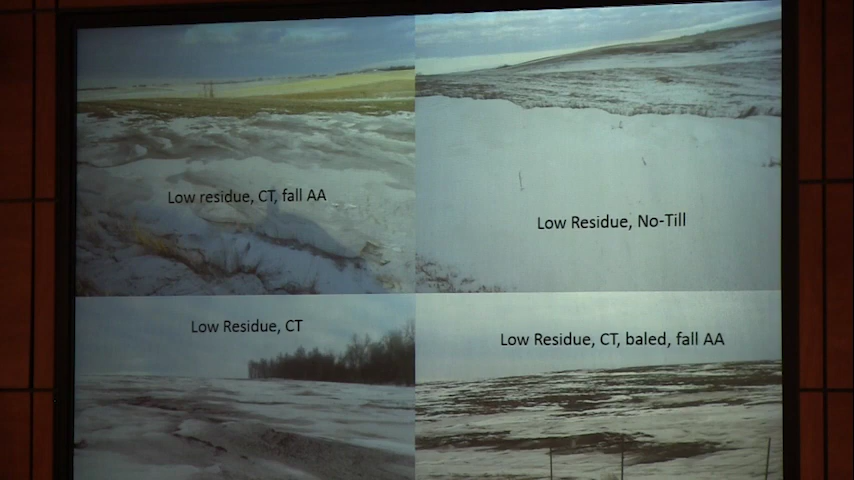 Low residue, CT, fall AA
Low Residue, No-Till
Low Residue, CT
Low Residue, CT, baled, fall AA